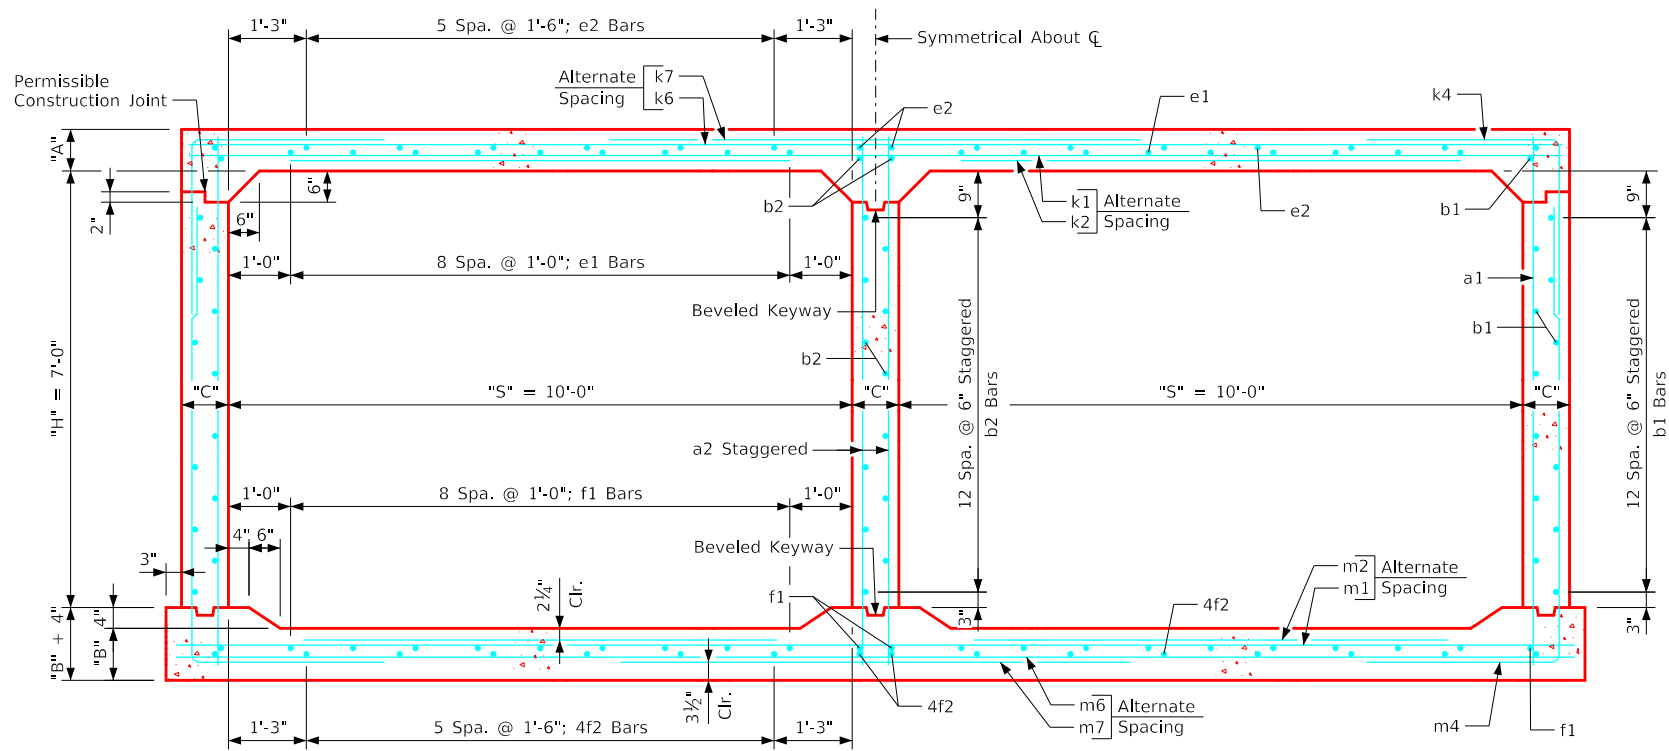 1'-3"
5 Spa. @ 1'-6"; e2 Bars
1'-3"
Symmetrical About ℄
Permissible
Construction Joint
Alternate
Spacing
k7
k6
e2
e1
k4
"A"
6"
2"
6"
b2
9"
k1
k2
Alternate
Spacing
e2
b1
9"
1'-0"
8 Spa. @ 1'-0"; e1 Bars
1'-0"
a1
Beveled Keyway
b1
b2
"H" = 7'-0"
"C"
"S" = 10'-0"
"C"
"S" = 10'-0"
"C"
12 Spa. @ 6" Staggered
b2 Bars
12 Spa. @ 6" Staggered
b1 Bars
a2 Staggered
1'-0"
8 Spa. @ 1'-0"; f1 Bars
1'-0"
4"
6"
Beveled Keyway
3"
2¼"
Clr.
f1
m2
m1
Alternate
Spacing
4f2
3"
3"
"B" + 4"
"B"
4"
3½"
Clr.
4f2
m6
m7
Alternate
Spacing
m4
f1
1'-3"
5 Spa. @ 1'-6"; 4f2 Bars
1'-3"